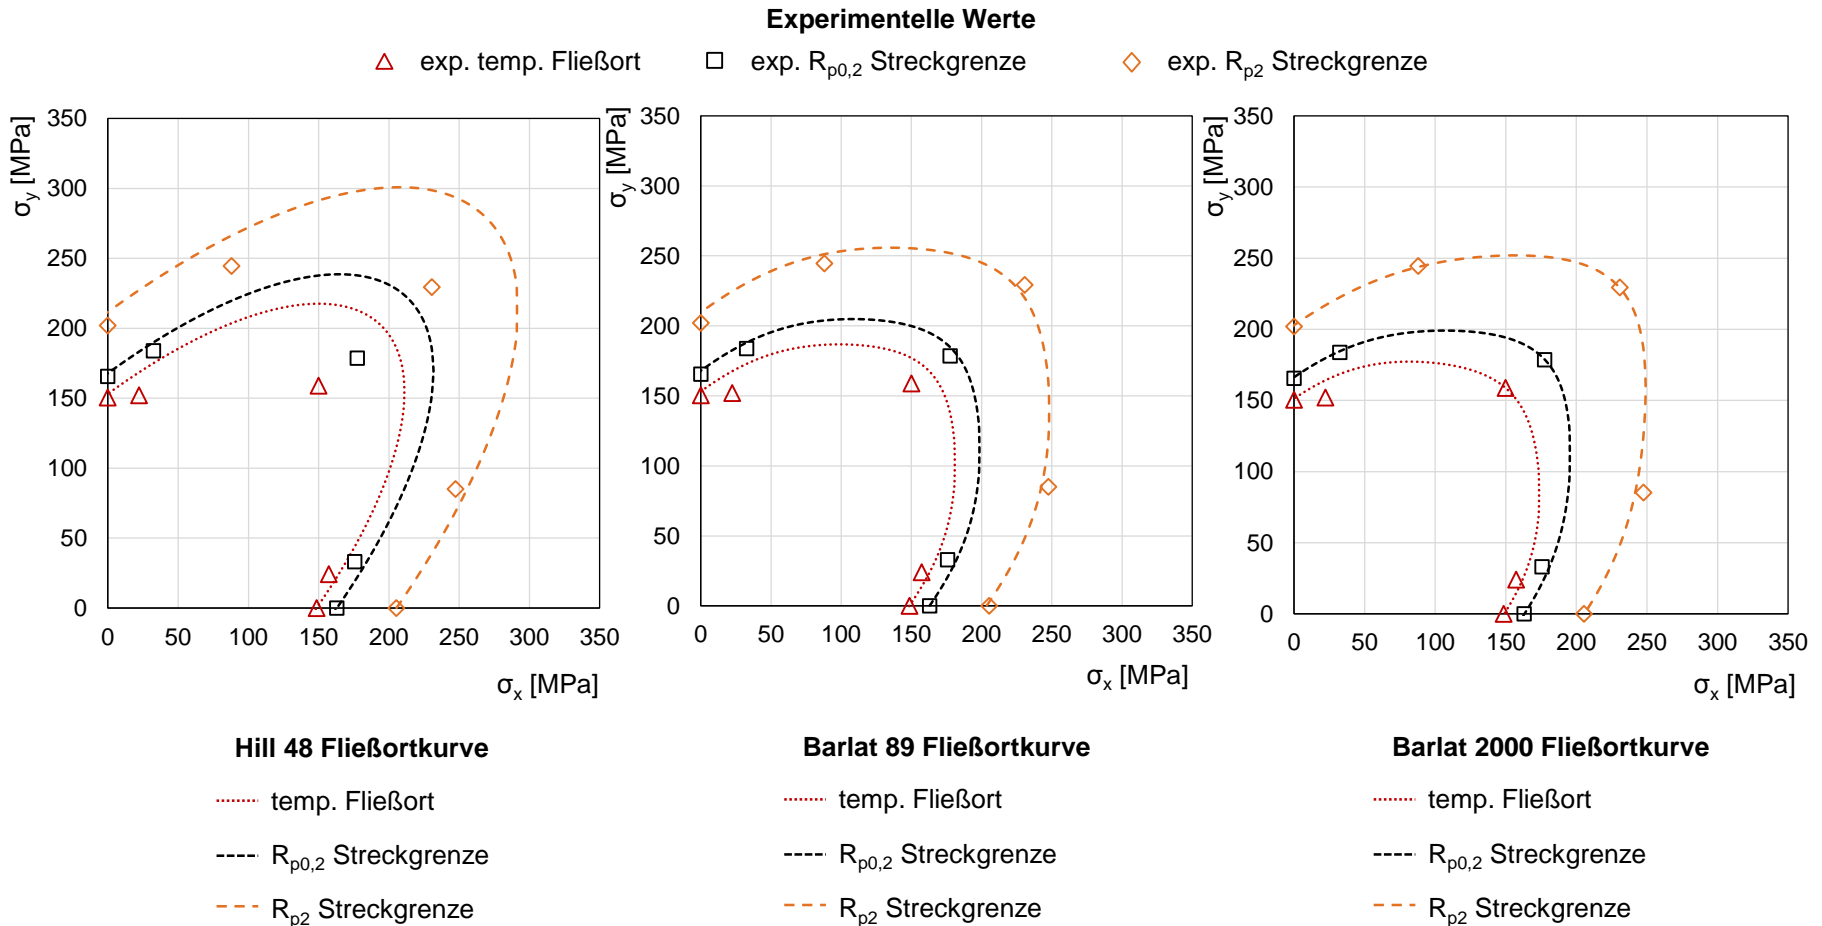 Experimentelle Werte
exp. temp. Fließort
exp. Rp0,2 Streckgrenze
exp. Rp2 Streckgrenze
σy [MPa]
350
300
250
200
150
100
50
0
0 50 100 150 200 250 300 350
σx [MPa]
σy [MPa]
350
300
250
200
150
100
50
0
0 50 100 150 200 250 300 350
σx [MPa]
σy [MPa]
350
300
250
200
150
100
50
0
0 50 100 150 200 250 300 350
σx [MPa]
Hill 48 Fließortkurve
temp. Fließort
Rp0,2 Streckgrenze
Rp2 Streckgrenze
Barlat 89 Fließortkurve
temp. Fließort
Rp0,2 Streckgrenze
Rp2 Streckgrenze
Barlat 2000 Fließortkurve
temp. Fließort
Rp0,2 Streckgrenze
Rp2 Streckgrenze